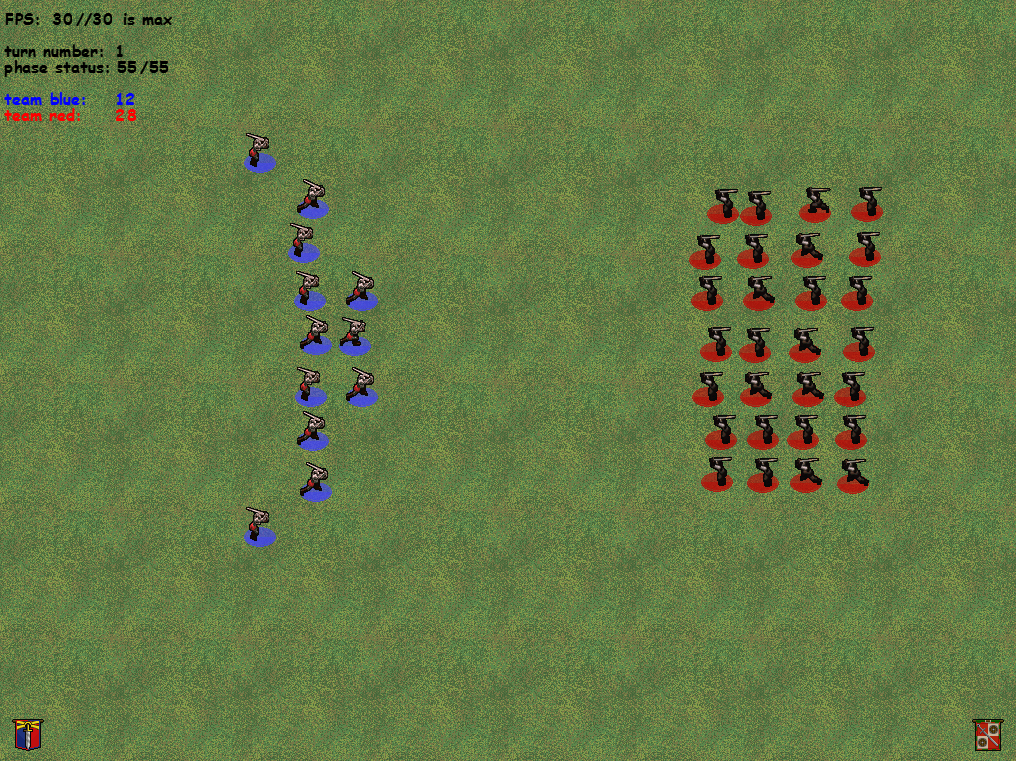 FPS: 30//30 is max
turn number: 1
phase status: 55/55
team blue: 12
team red: 28